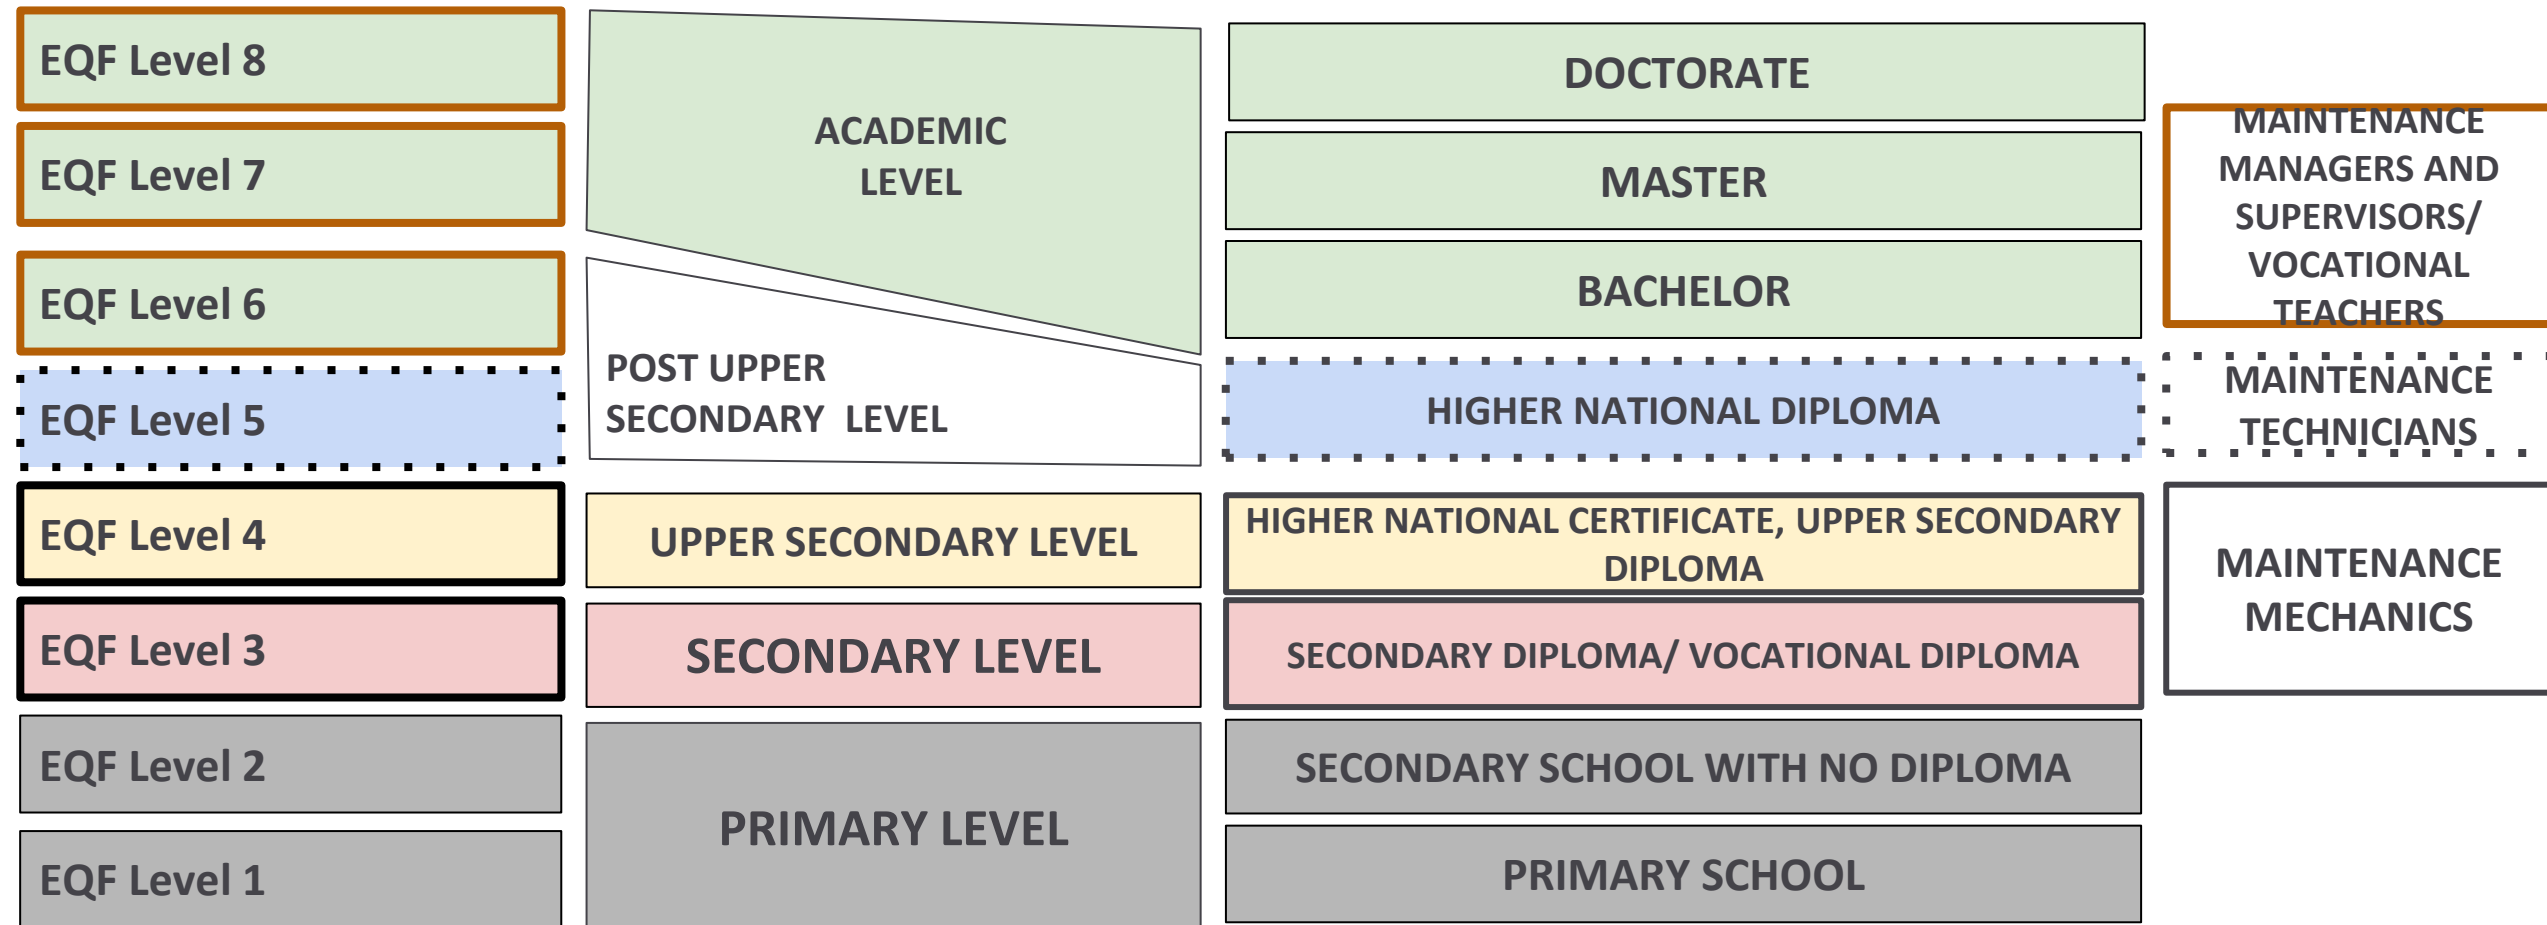 EQF Level 8
EQF Level 7
EQF Level 6
EQF Level 5
EQF Level 4
EQF Level 3
EQF Level 2
EQF Level 1
ACADEMIC
LEVEL
POST UPPER
SECONDARY LEVEL
UPPER SECONDARY LEVEL
SECONDARY LEVEL
PRIMARY LEVEL
DOCTORATE
MASTER
BACHELOR
HIGHER NATIONAL DIPLOMA
HIGHER NATIONAL CERTIFICATE, UPPER SECONDARY
DIPLOMA
SECONDARY DIPLOMA/ VOCATIONAL DIPLOMA
SECONDARY SCHOOL WITH NO DIPLOMA
PRIMARY SCHOOL
MAINTENANCE
MANAGERS AND
SUPERVISORS/
VOCATIONAL
TEACHERS
MAINTENANCE
TECHNICIANS
MAINTENANCE
MECHANICS